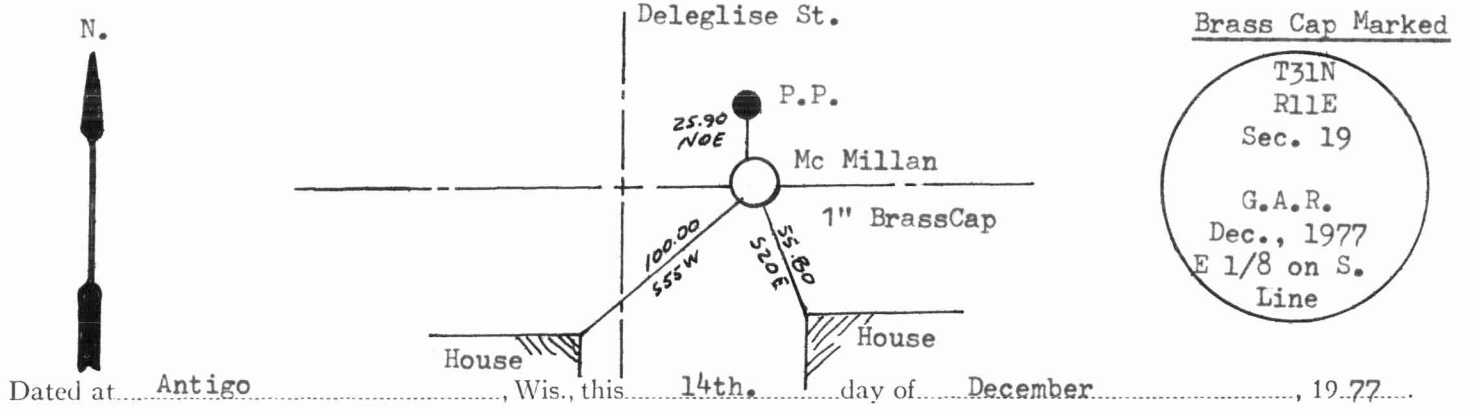 N.
Deleglise St.
Brass Cap Marked
T31N
R11E
Sec. 19
G.A.R.
Dec., 1977
E 1/8 on S.
Line
P.P.
25.90
N0E
Mc Millan
1" BrassCap
100.00
S55W
55.80
S20E
House
House
Dated at Antigo, Wis., this 14th. day of December, 1977.